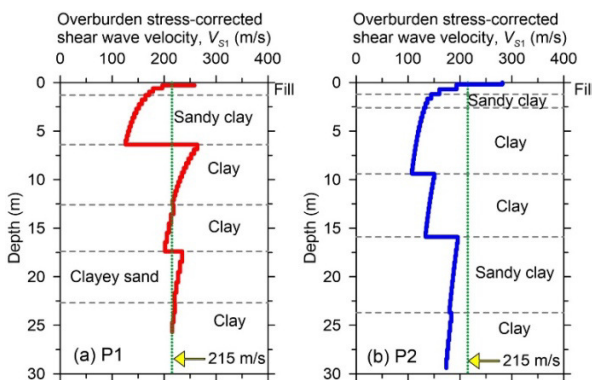 Overburden stress-corrected
shear wave velocity, VS1 (m/s)
0 100 200 300 400
Fill
Sandy clay
Clay
Clay
Clayey sand
Clay
0
5
10
15
20
25
30
Depth (m)
(a) P1
215 m/s
Overburden stress-corrected
shear wave velocity, VS1 (m/s)
0 100 200 300 400
Fill
Sandy clay
Clay
Clay
Sandy clay
Clay
0
5
10
15
20
25
30
Depth (m)
(b) P2
215 m/s